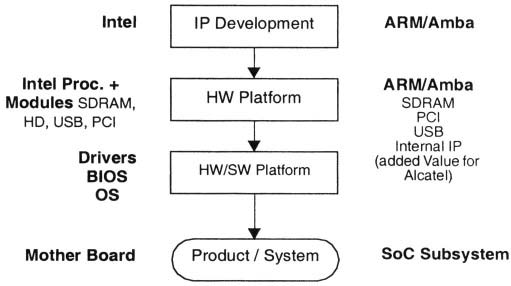 Intel
IP Development
ARM/Amba
Intel Proc. +
Modules SDRAM,
HD, USB, PCI
HW Platform
ARM/Amba
SDRAM
PCI
USB
Internal IP
(added Value for
Alcatel)
Drivers
BIOS
OS
HW/SW Platform
Mother Board
Product / System
SoC Subsystem